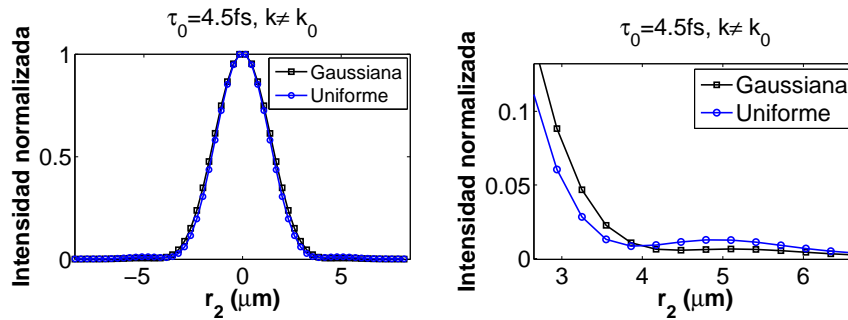 τ₀=4.5fs, k≠ k₀
Intensidad normalizada
1
0.5
0
Gaussiana
Uniforme
−5 0 5
r₂ (μm)
τ₀=4.5fs, k≠ k₀
Intensidad normalizada
0.1
0.05
0
Gaussiana
Uniforme
3 4 5 6
r₂ (μm)